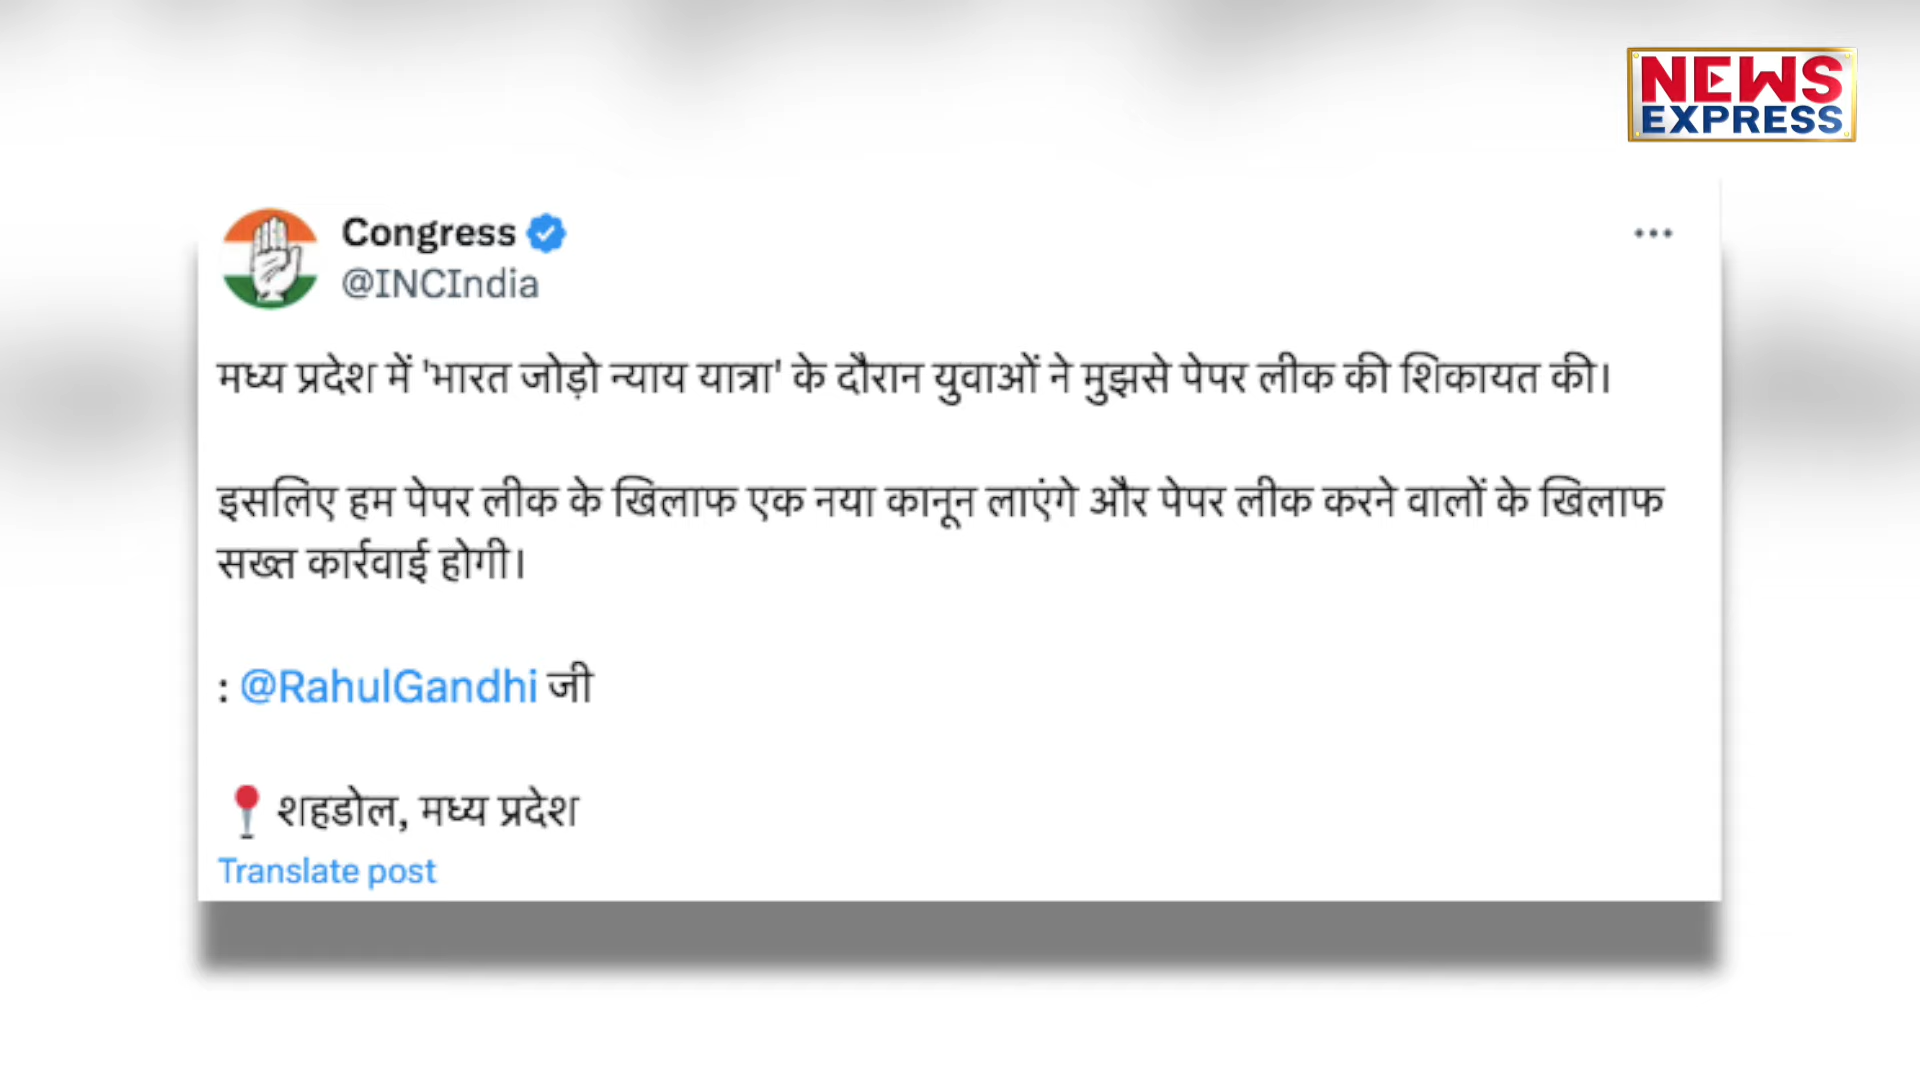 NEWS
EXPRESS
Congress
@INCIndia
मध्य प्रदेश में 'भारत जोड़ो न्याय यात्रा' के दौरान युवाओं ने मुझसे पेपर लीक की शिकायत की।
इसलिए हम पेपर लीक के खिलाफ एक नया कानून लाएंगे और पेपर लीक करने वालों के खिलाफ
सख्त कार्रवाई होगी।
: @RahulGandhi जी
📍 शहडोल, मध्य प्रदेश
Translate post